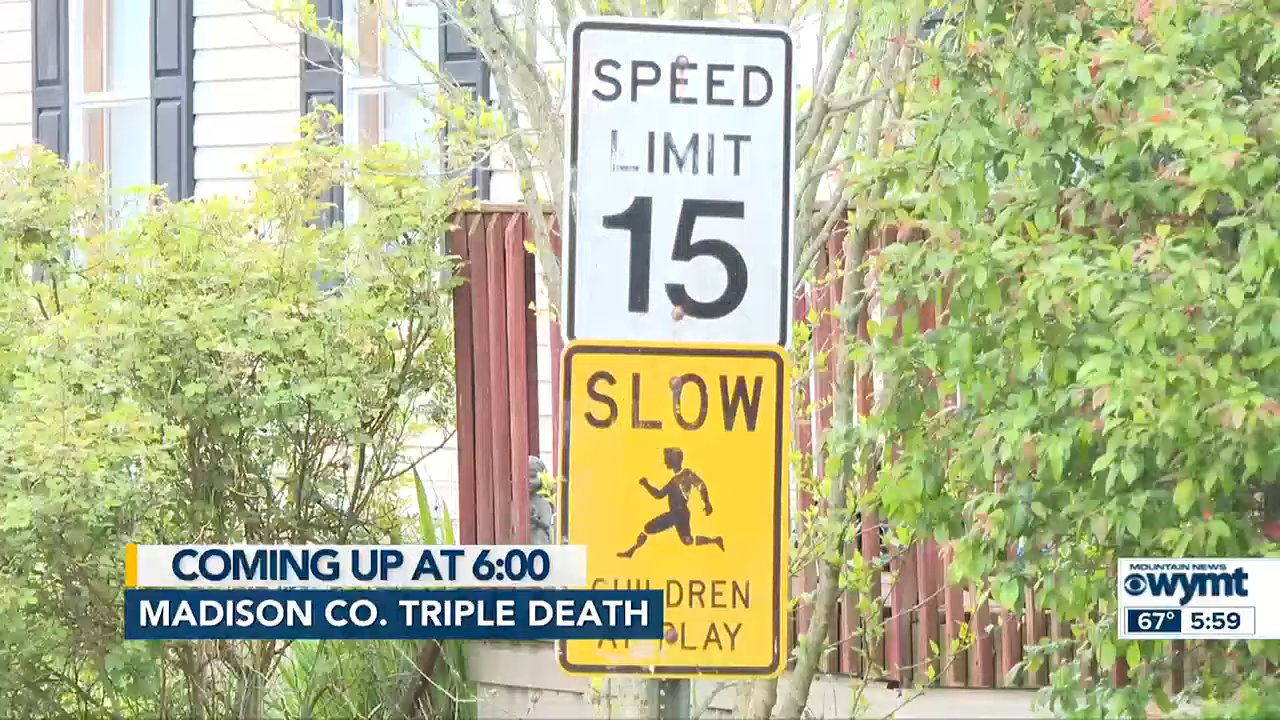 SPEED
LIMIT
15
SLOW
CHILDREN
AT PLAY
COMING UP AT 6:00
MADISON CO. TRIPLE DEATH
MOUNTAIN NEWS
wymt
67° 5:59